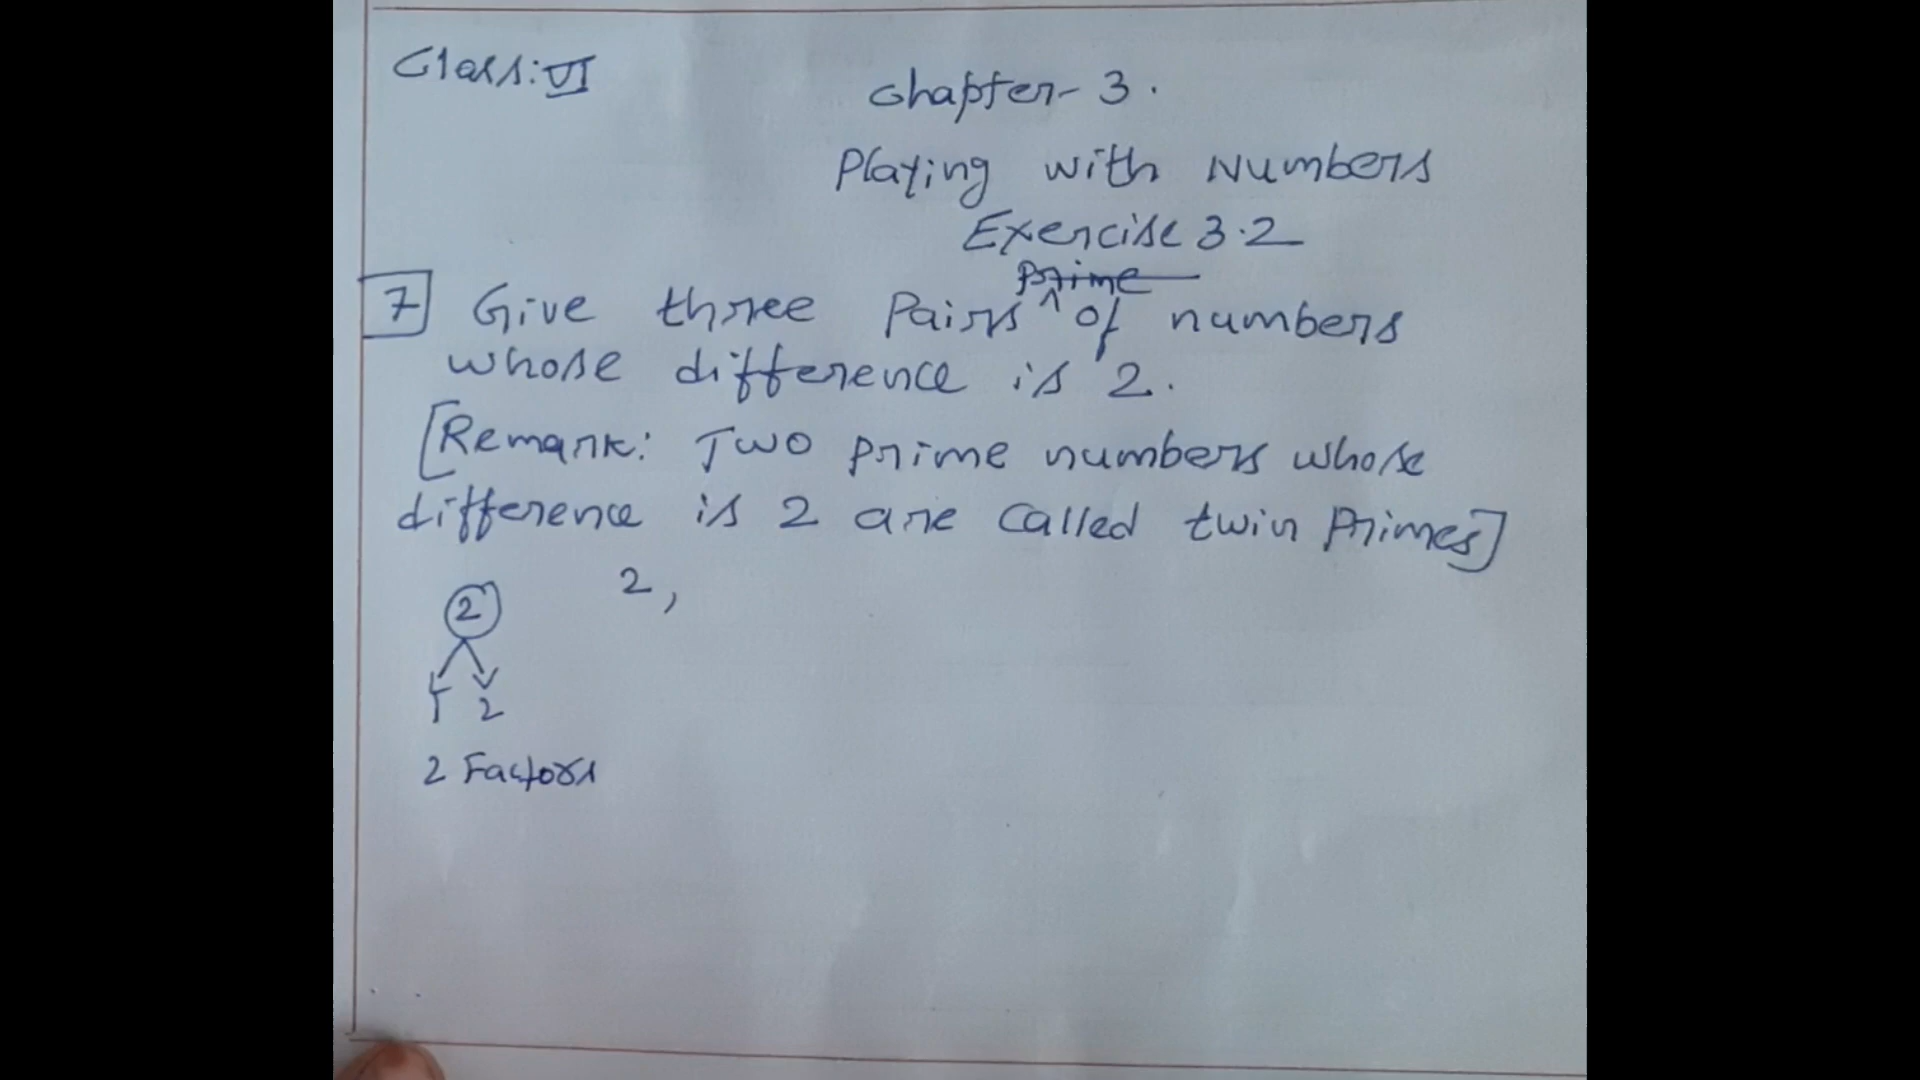 Class: VI
Chapter- 3.
Playing with Numbers
Exercise 3.2
Prime
7 Give three Pairs ^ of numbers
whose difference is 2.
[Remark: Two prime numbers whose
difference is 2 are called twin Primes]
2 2,
1 2
2 Factors